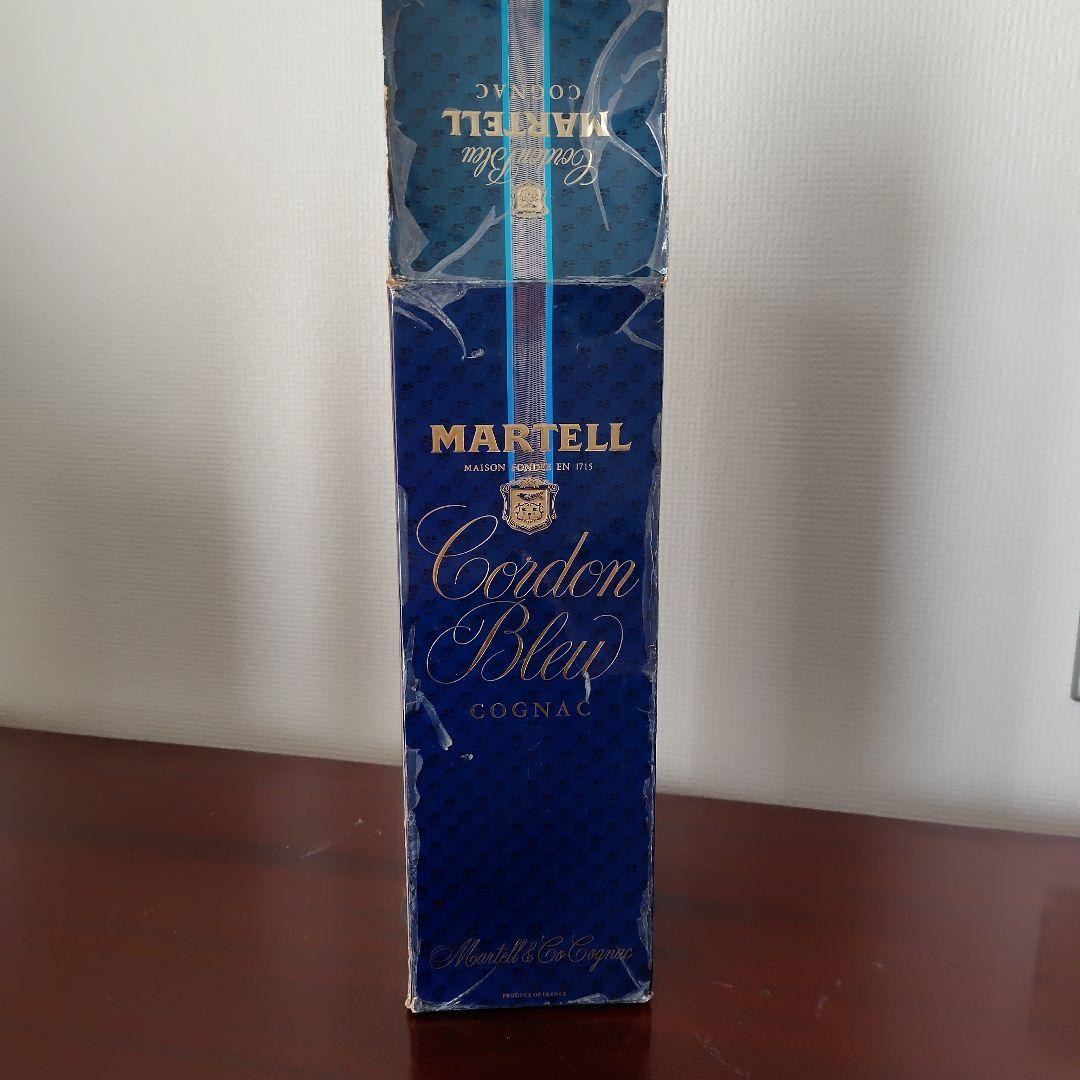 COGNAC
MARTELL
Cordon Bleu
MARTELL
MAISON FONDÉE EN 1715
Cordon
Bleu
COGNAC
Martell & Co Cognac
PRODUCE OF FRANCE